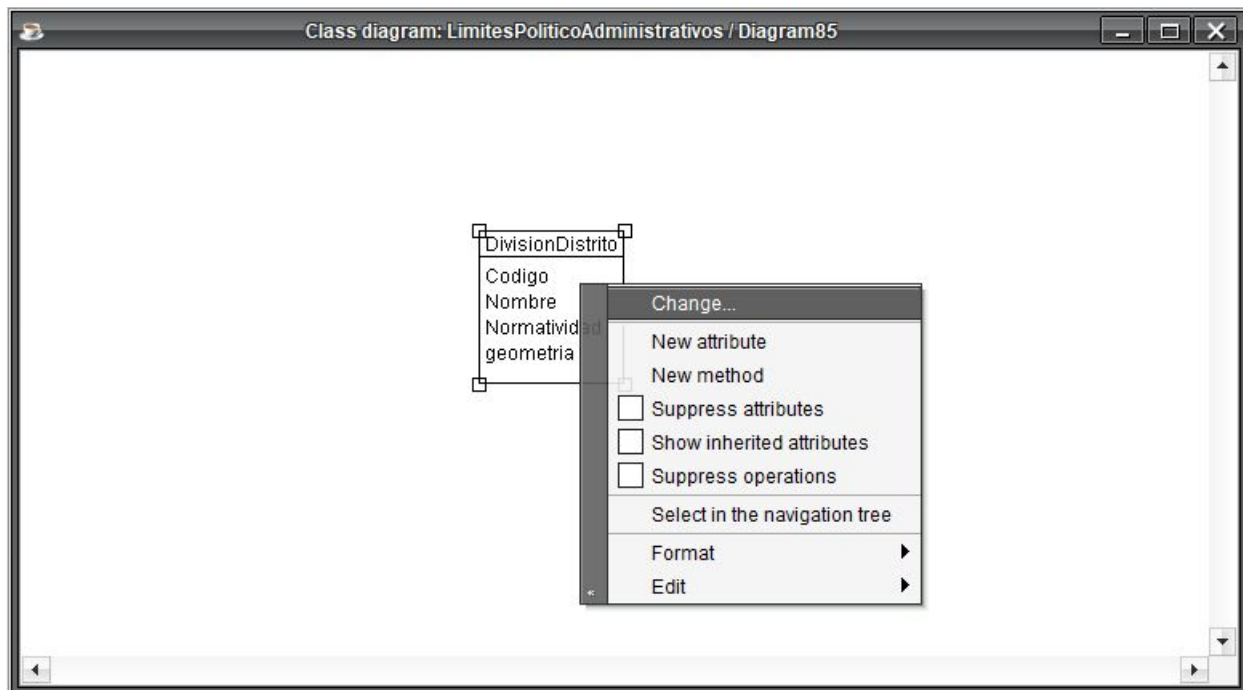 Class diagram: LimitesPoliticoAdministrativos / Diagram85
DivisionDistrito
Codigo
Nombre
Normatividad
geometria
Change...
New attribute
New method
Suppress attributes
Show inherited attributes
Suppress operations
Select in the navigation tree
Format
Edit